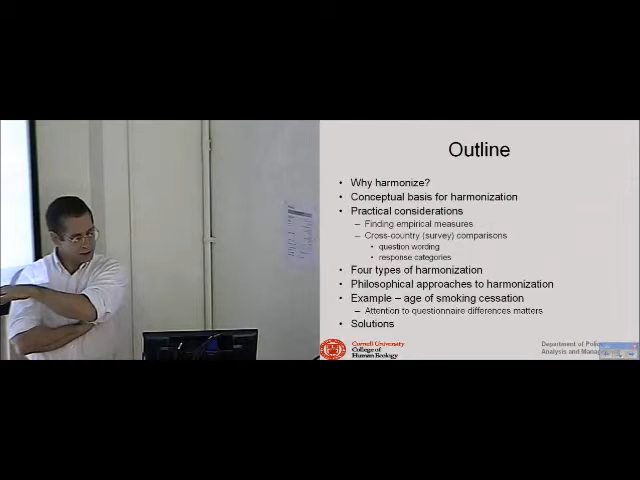 Outline
• Why harmonize?
• Conceptual basis for harmonization
• Practical considerations
– Finding empirical measures
– Cross-country (survey) comparisons
• question wording
• response categories
• Four types of harmonization
• Philosophical approaches to harmonization
• Example – age of smoking cessation
– Attention to questionnaire differences matters
• Solutions
Cornell University
College of
Human Ecology
Department of
Analysis and